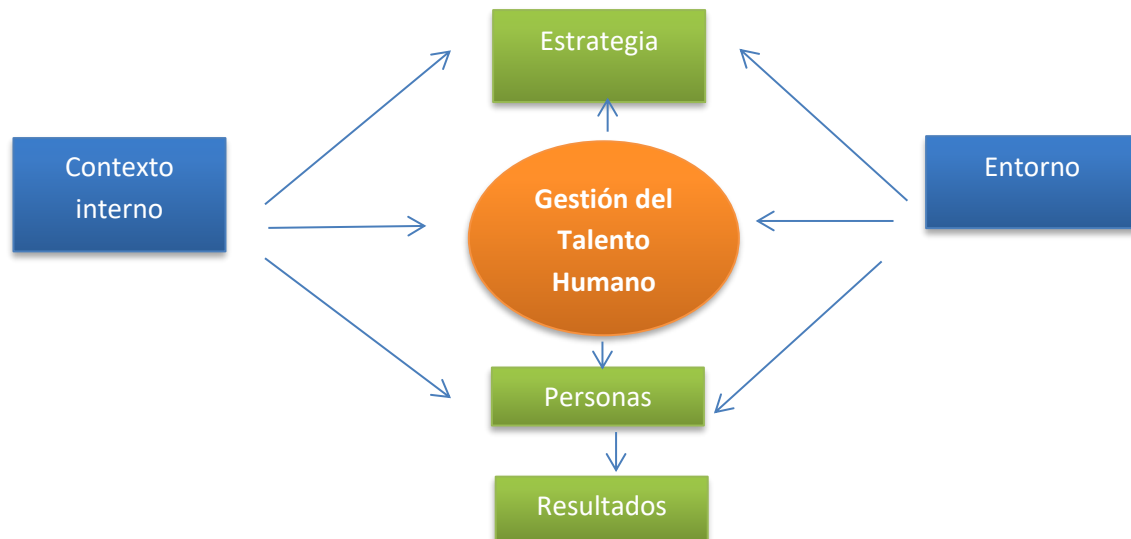 Estrategia
Contexto
interno
Entorno
Gestión del
Talento
Humano
Personas
Resultados